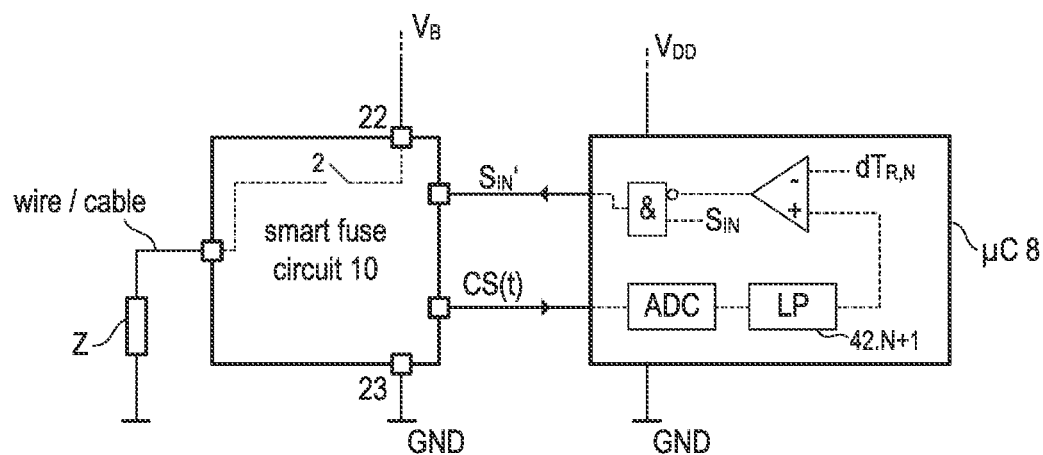 V_B
V_DD
22
2
wire / cable
smart fuse
circuit 10
S_IN'
&
S_IN
-
+
dT_R,N
µC 8
CS(t)
ADC
LP
42.N+1
Z
23
GND
GND